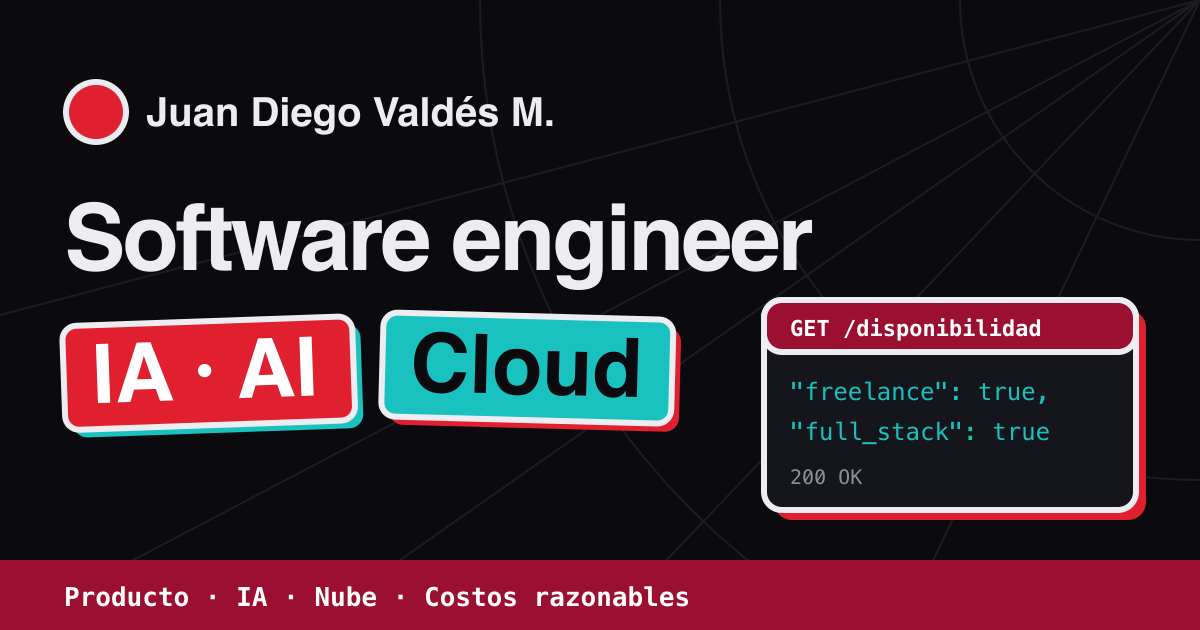 Juan Diego Valdés M.
Software engineer
IA · AI
Cloud
GET /disponibilidad
"freelance": true,
"full_stack": true
200 OK
Producto · IA · Nube · Costos razonables